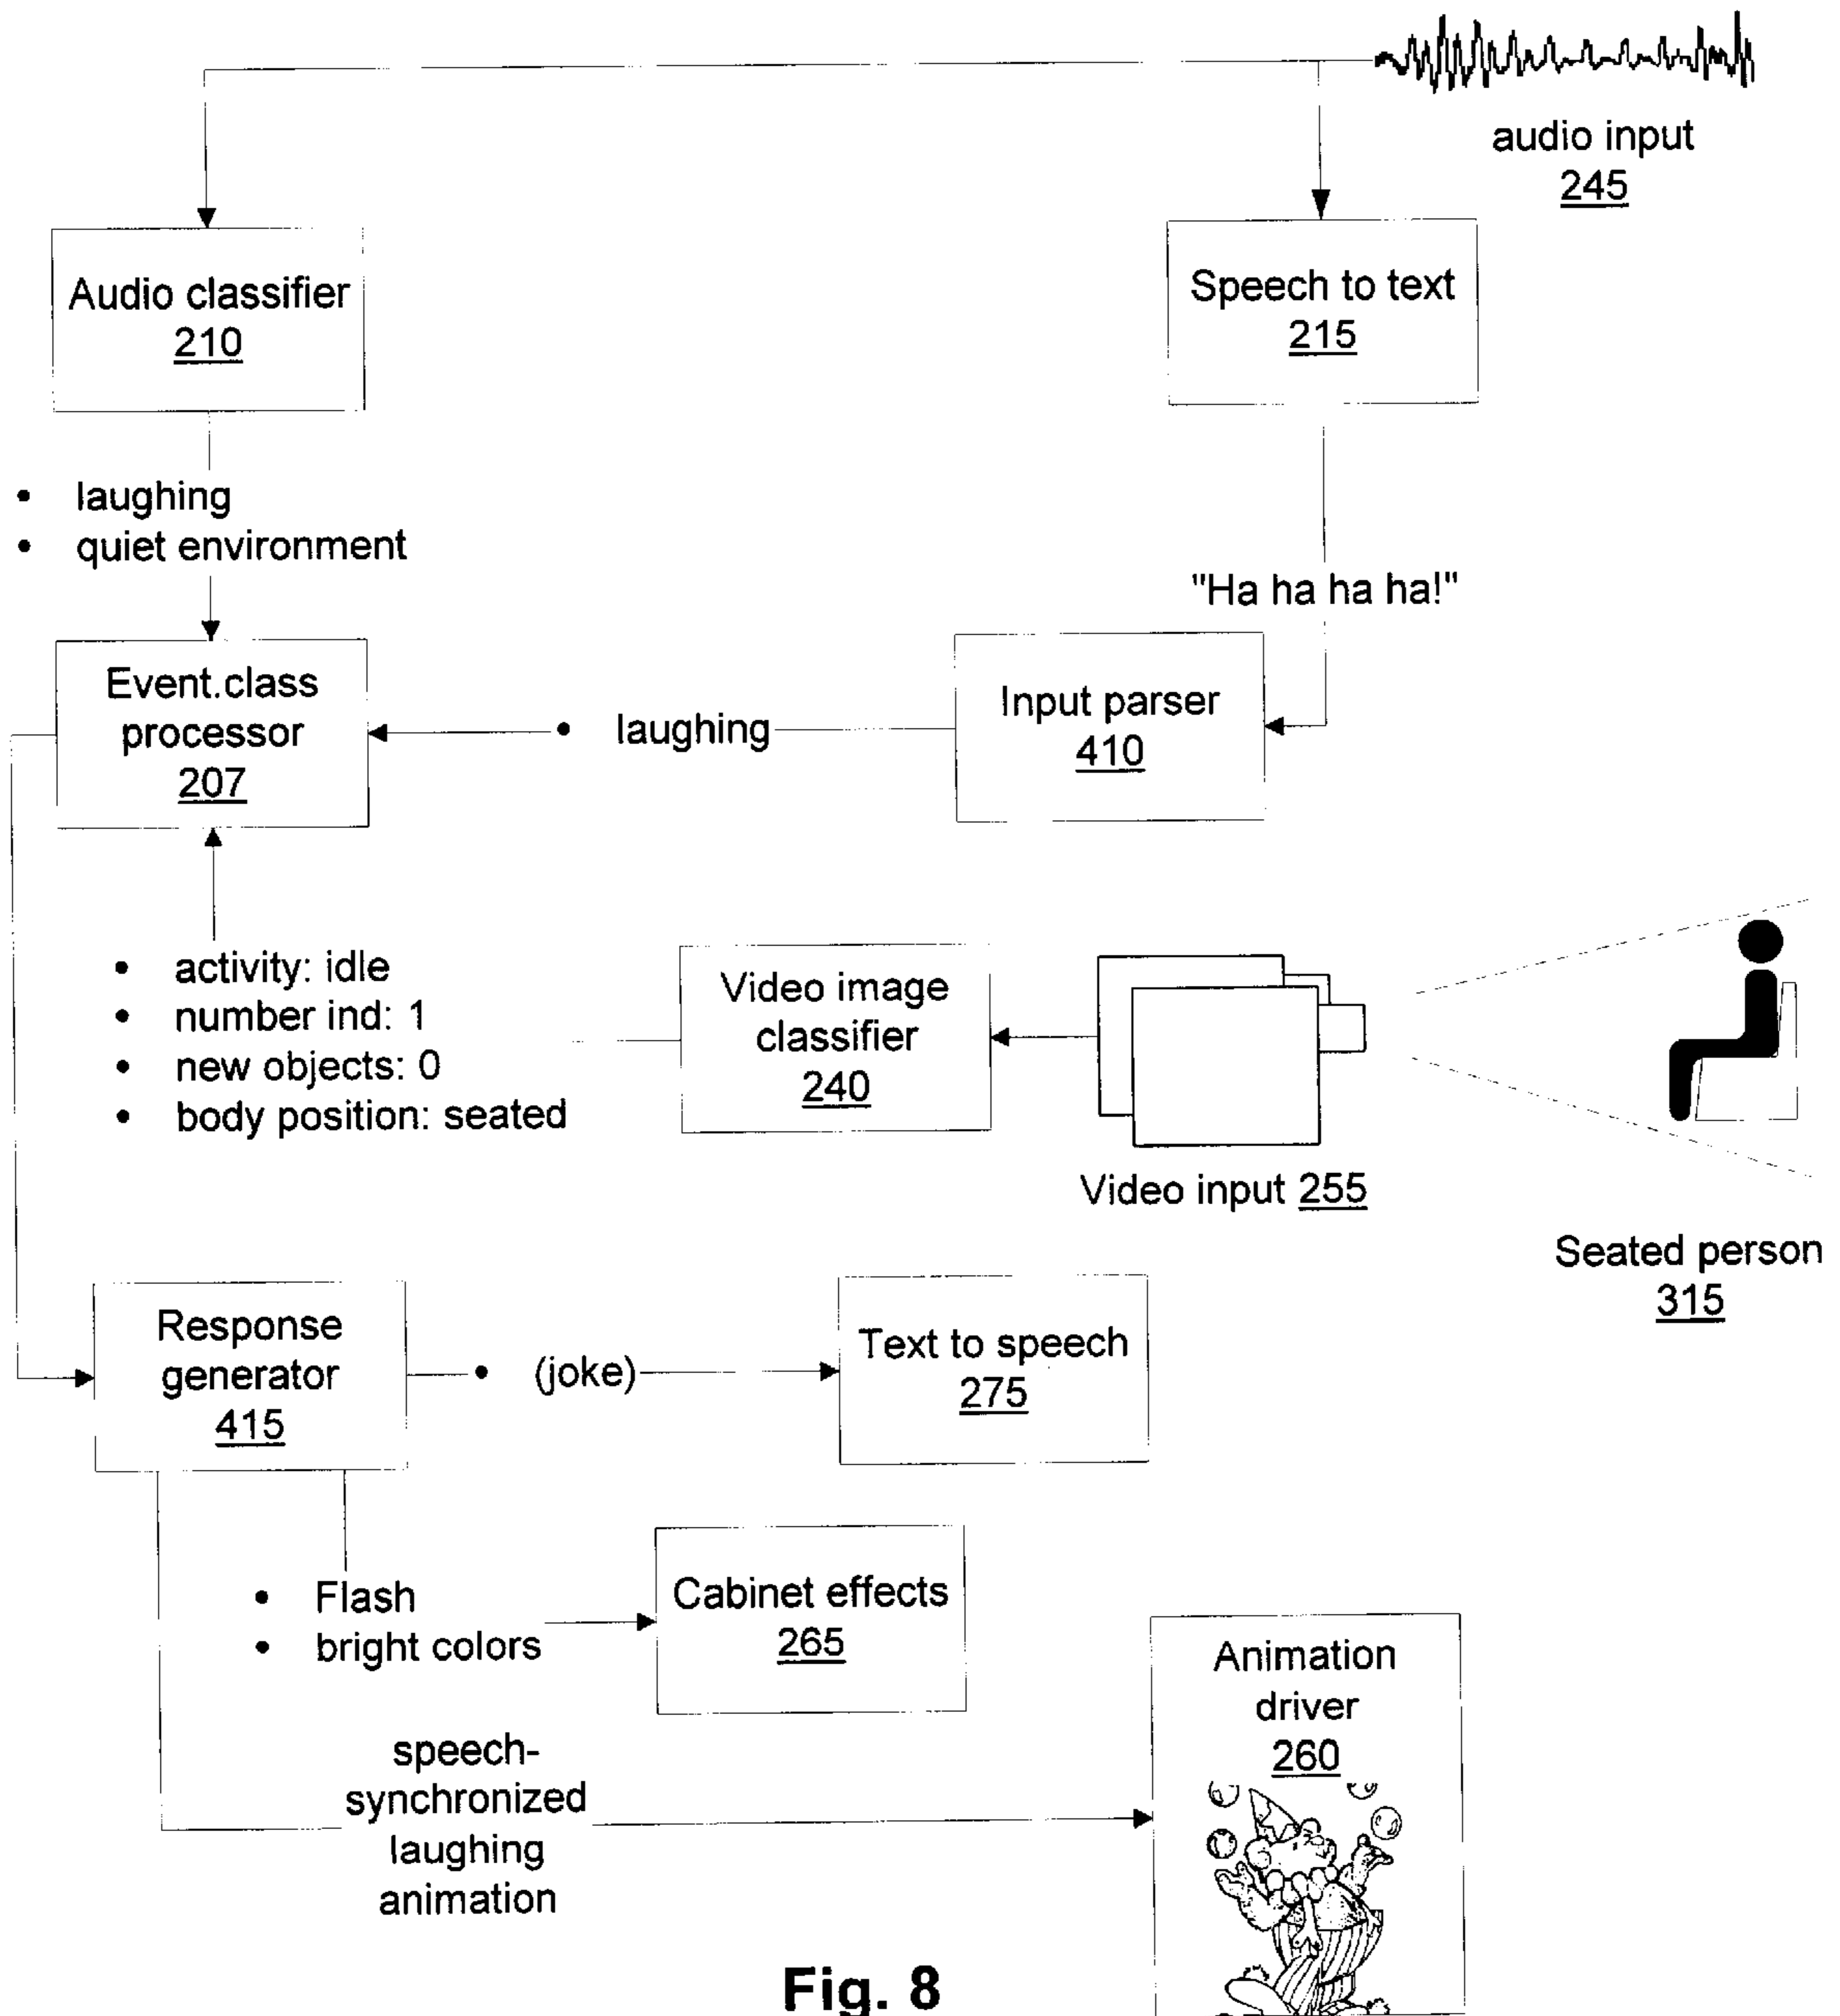 audio input
245
Audio classifier
210
Speech to text
215
• laughing
• quiet environment
"Ha ha ha ha!"
Event.class
processor
207
• laughing
Input parser
410
• activity: idle
• number ind: 1
• new objects: 0
• body position: seated
Video image
classifier
240
Video input 255
Seated person
315
Response
generator
415
• (joke)
Text to speech
275
• Flash
• bright colors
Cabinet effects
265
speech-
synchronized
laughing
animation
Animation
driver
260
Fig. 8